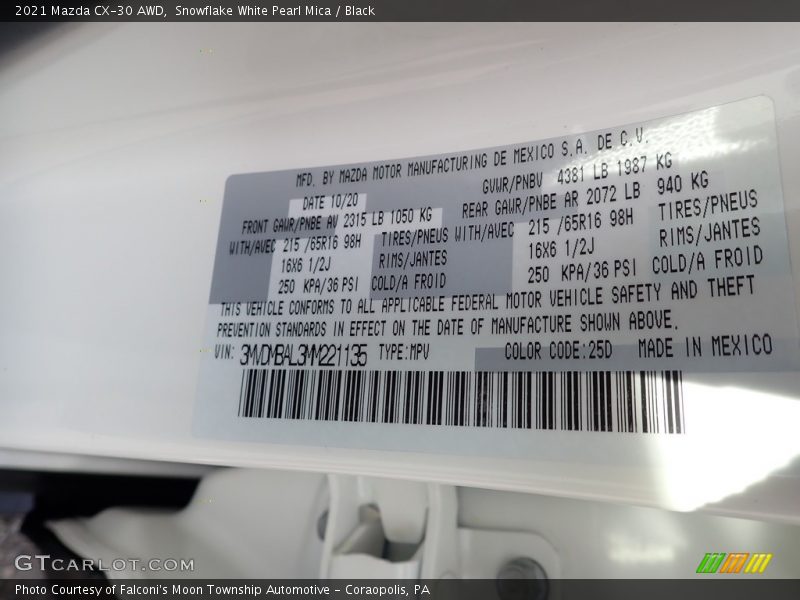 2021 Mazda CX-30 AWD, Snowflake White Pearl Mica / Black
MFD. BY MAZDA MOTOR MANUFACTURING DE MEXICO S.A. DE C.V.
DATE 10/20 GVWR/PNBV 4381 LB 1987 KG
FRONT GAWR/PNBE AV 2315 LB 1050 KG REAR GAWR/PNBE AR 2072 LB 940 KG
WITH/AVEC 215 /65R16 98H TIRES/PNEUS WITH/AVEC 215 /65R16 98H TIRES/PNEUS
16X6 1/2J RIMS/JANTES 16X6 1/2J RIMS/JANTES
250 KPA/36 PSI COLD/A FROID 250 KPA/36 PSI COLD/A FROID
THIS VEHICLE CONFORMS TO ALL APPLICABLE FEDERAL MOTOR VEHICLE SAFETY AND THEFT
PREVENTION STANDARDS IN EFFECT ON THE DATE OF MANUFACTURE SHOWN ABOVE.
VIN: 3MVDMBAL3MM221135 TYPE:MPV COLOR CODE:25D MADE IN MEXICO
GTCARLOT.COM
Photo Courtesy of Falconi's Moon Township Automotive - Coraopolis, PA